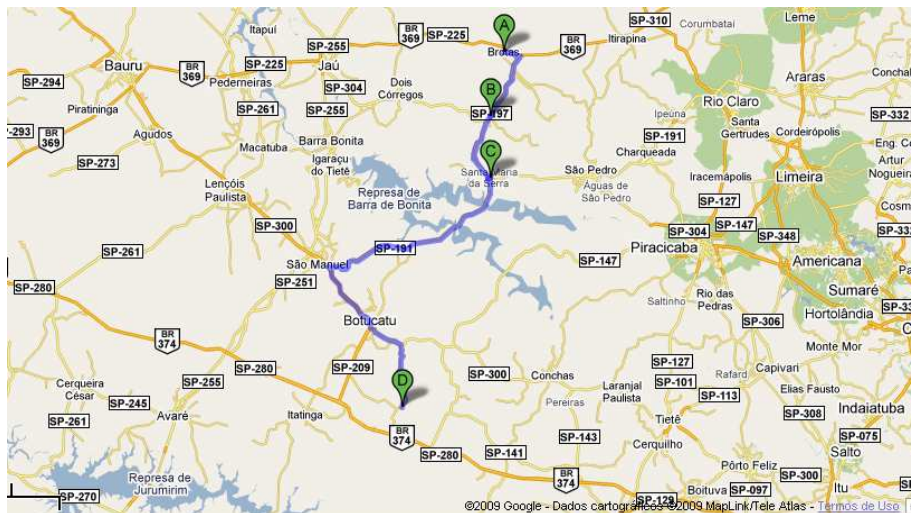 Itapuí
SP-255
BR
369
SP-225
A
Brotas
BR
369
Itirapina
SP-310
Corumbataí
Leme
Bauru
BR
369
SP-225
Jaú
Araras
Conchal
SP-294
Pederneiras
SP-304
Dois
Córregos
B
Ipeúna
Rio Claro
Piratininga
SP-261
SP-255
SP-197
Santa
Gertrudes
Cordeirópolis
SP-332
SP-293
BR
369
Agudos
Macatuba
Barra Bonita
C
Charqueada
SP-191
Eng. Co
Artur
Nogueira
SP-273
Igaraçu
do Tietê
Santa Maria
da Serra
São Pedro
Iracemápolis
Limeira
Lençóis
Paulista
Represa de
Barra de Bonita
Águas de
São Pedro
SP-127
Cosm
SP-300
SP-304
SP-147
SP-348
SP-332
SP-261
SP-191
Piracicaba
Americana
São Manuel
SP-147
Pa
SP-280
SP-251
Rio das
Pedras
Sumaré
Saltinho
SP-33
Botucatu
SP-306
Hortolândia
BR
374
Monte Mor
SP-280
SP-209
D
SP-300
Conchas
SP-127
Rafard
Capivari
Cerqueira
César
SP-255
Laranjal
Paulista
SP-101
Elias Fausto
SP-245
Avaré
Itatinga
Pereiras
SP-113
Indaiatuba
SP-261
BR
374
SP-143
Tietê
SP-308
SP-075
SP-280
SP-141
Cerquilho
Salto
Represa de
Jurumirim
BR
374
Pôrto Feliz
SP-300
SP-270
Boituva
SP-097
Itu
SP-129
©2009 Google - Dados cartográficos ©2009 MapLink/Tele Atlas - Termos de Uso